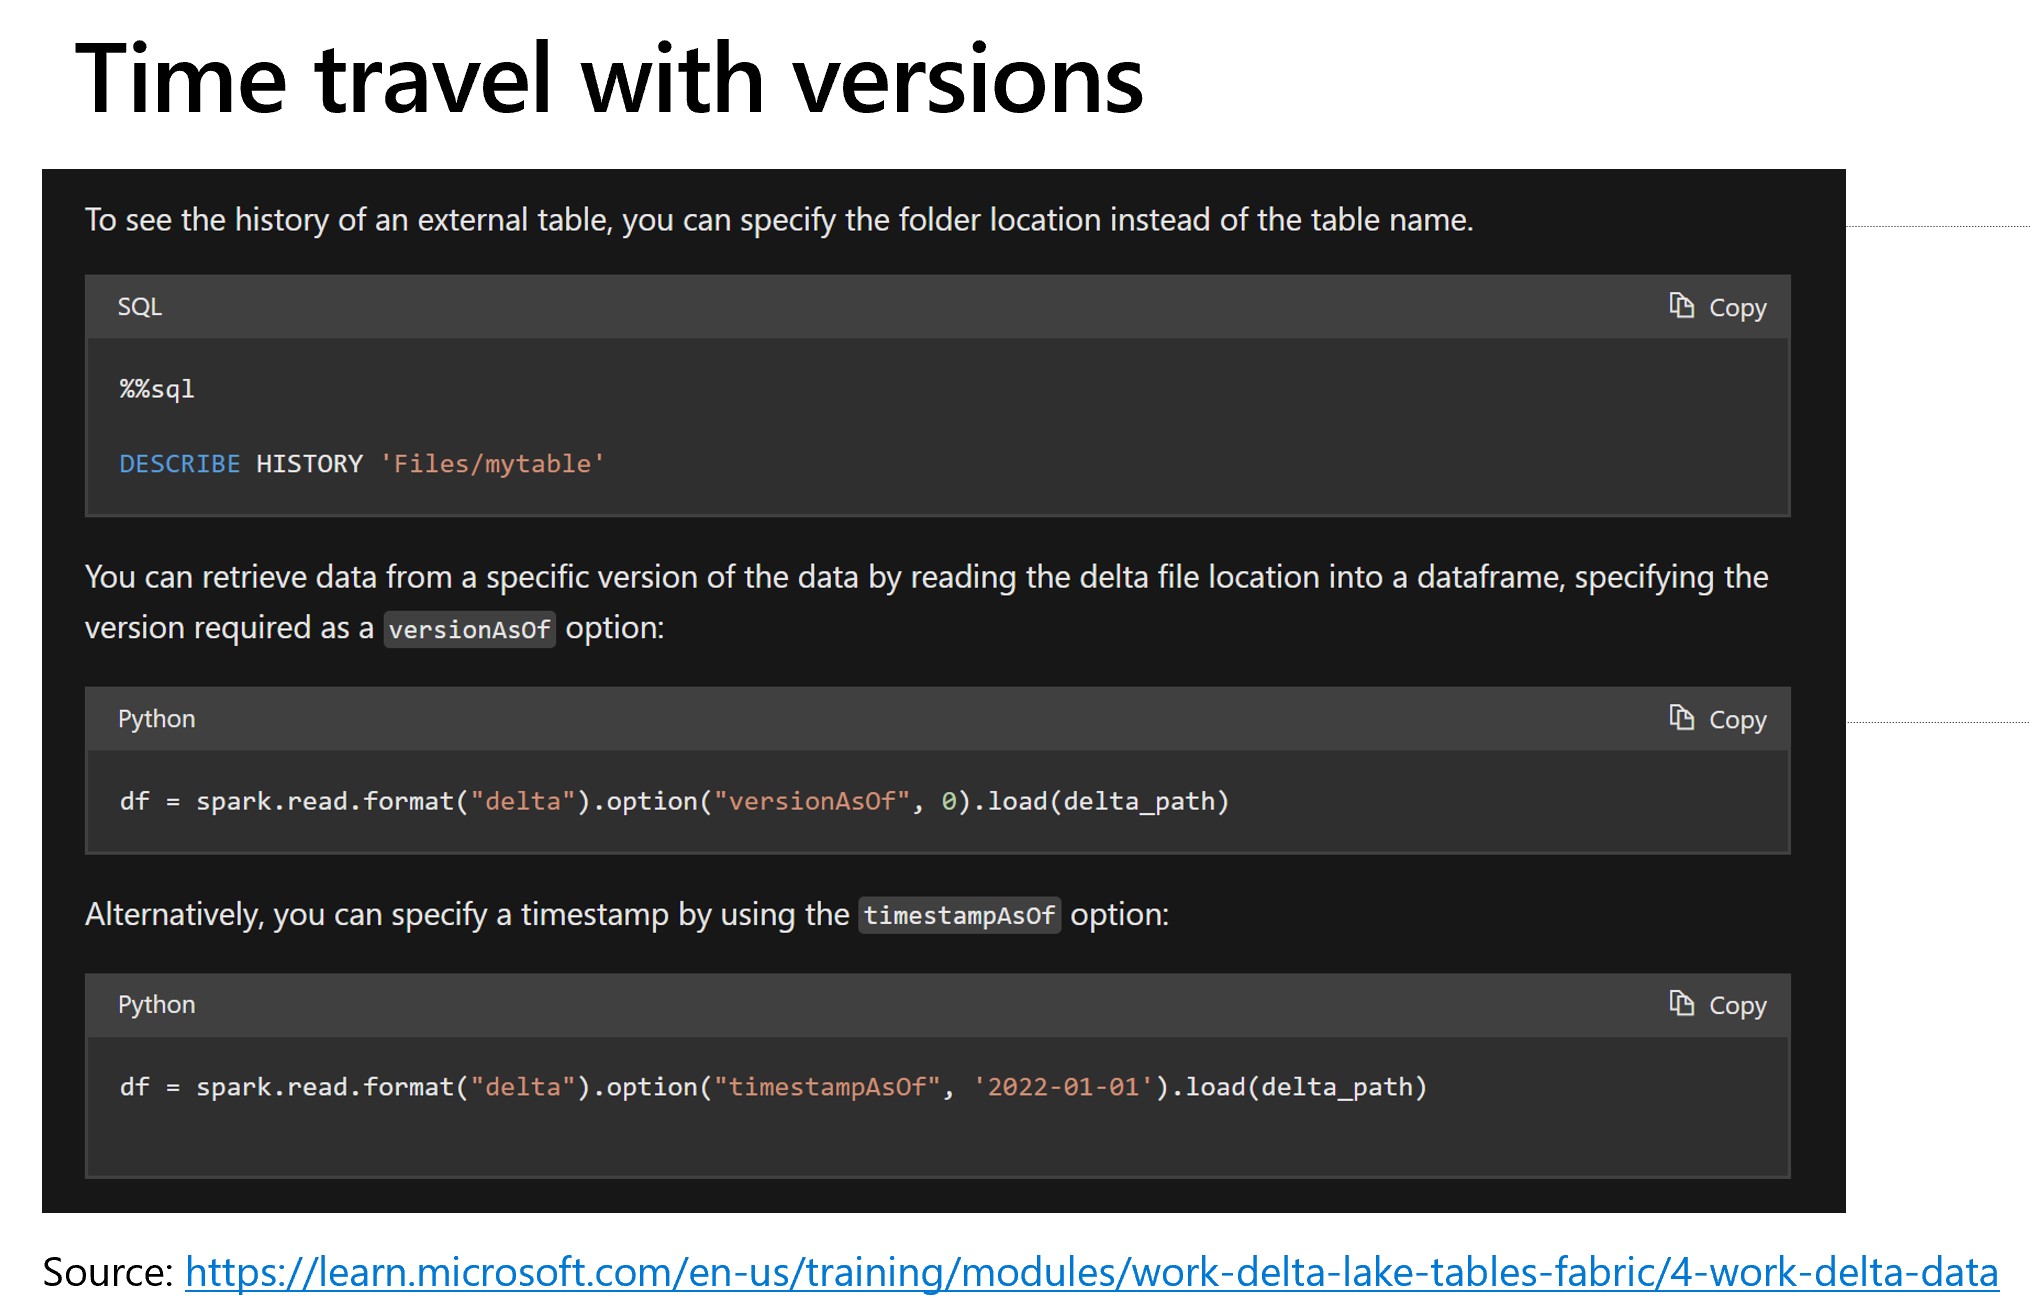 Time travel with versions
To see the history of an external table, you can specify the folder location instead of the table name.
SQL
Copy
%%sql
DESCRIBE HISTORY 'Files/mytable'
You can retrieve data from a specific version of the data by reading the delta file location into a dataframe, specifying the
version required as a versionAsOf option:
Python
Copy
df = spark.read.format("delta").option("versionAsOf", 0).load(delta_path)
Alternatively, you can specify a timestamp by using the timestampAsOf option:
Python
Copy
df = spark.read.format("delta").option("timestampAsOf", '2022-01-01').load(delta_path)
Source: https://learn.microsoft.com/en-us/training/modules/work-delta-lake-tables-fabric/4-work-delta-data